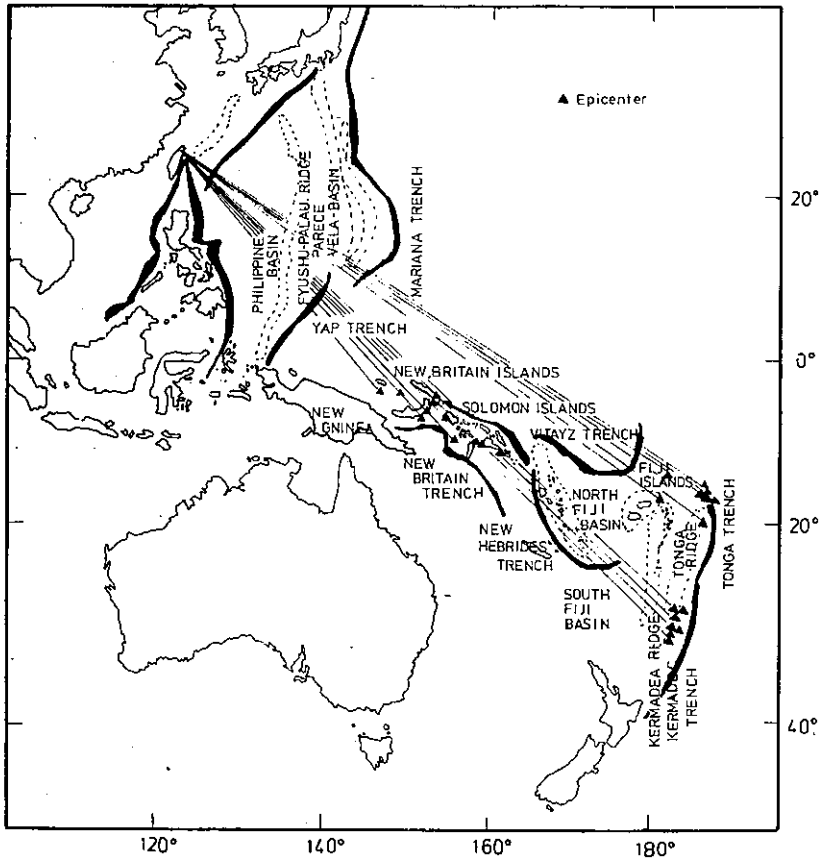 ▲ Epicenter
20°
MARIANA TRENCH
PHILIPPINE
BASIN
FYUSHU-PALAU RIDGE
PARECE
VELA-BASIN
YAP TRENCH
0°
NEW BRITAIN ISLANDS
SOLOMON ISLANDS
NEW
GNINEA
VITAYZ TRENCH
NEW
BRITAIN
TRENCH
FIJI
ISLANDS
NORTH
FIJI
BASIN
20°
NEW
HEBRIDES
TRENCH
TONGA
RIDGE
TONGA TRENCH
SOUTH
FIJI
BASIN
KERMADEA RIDGE
KERMADEC
TRENCH
40°
120°
140°
160°
180°